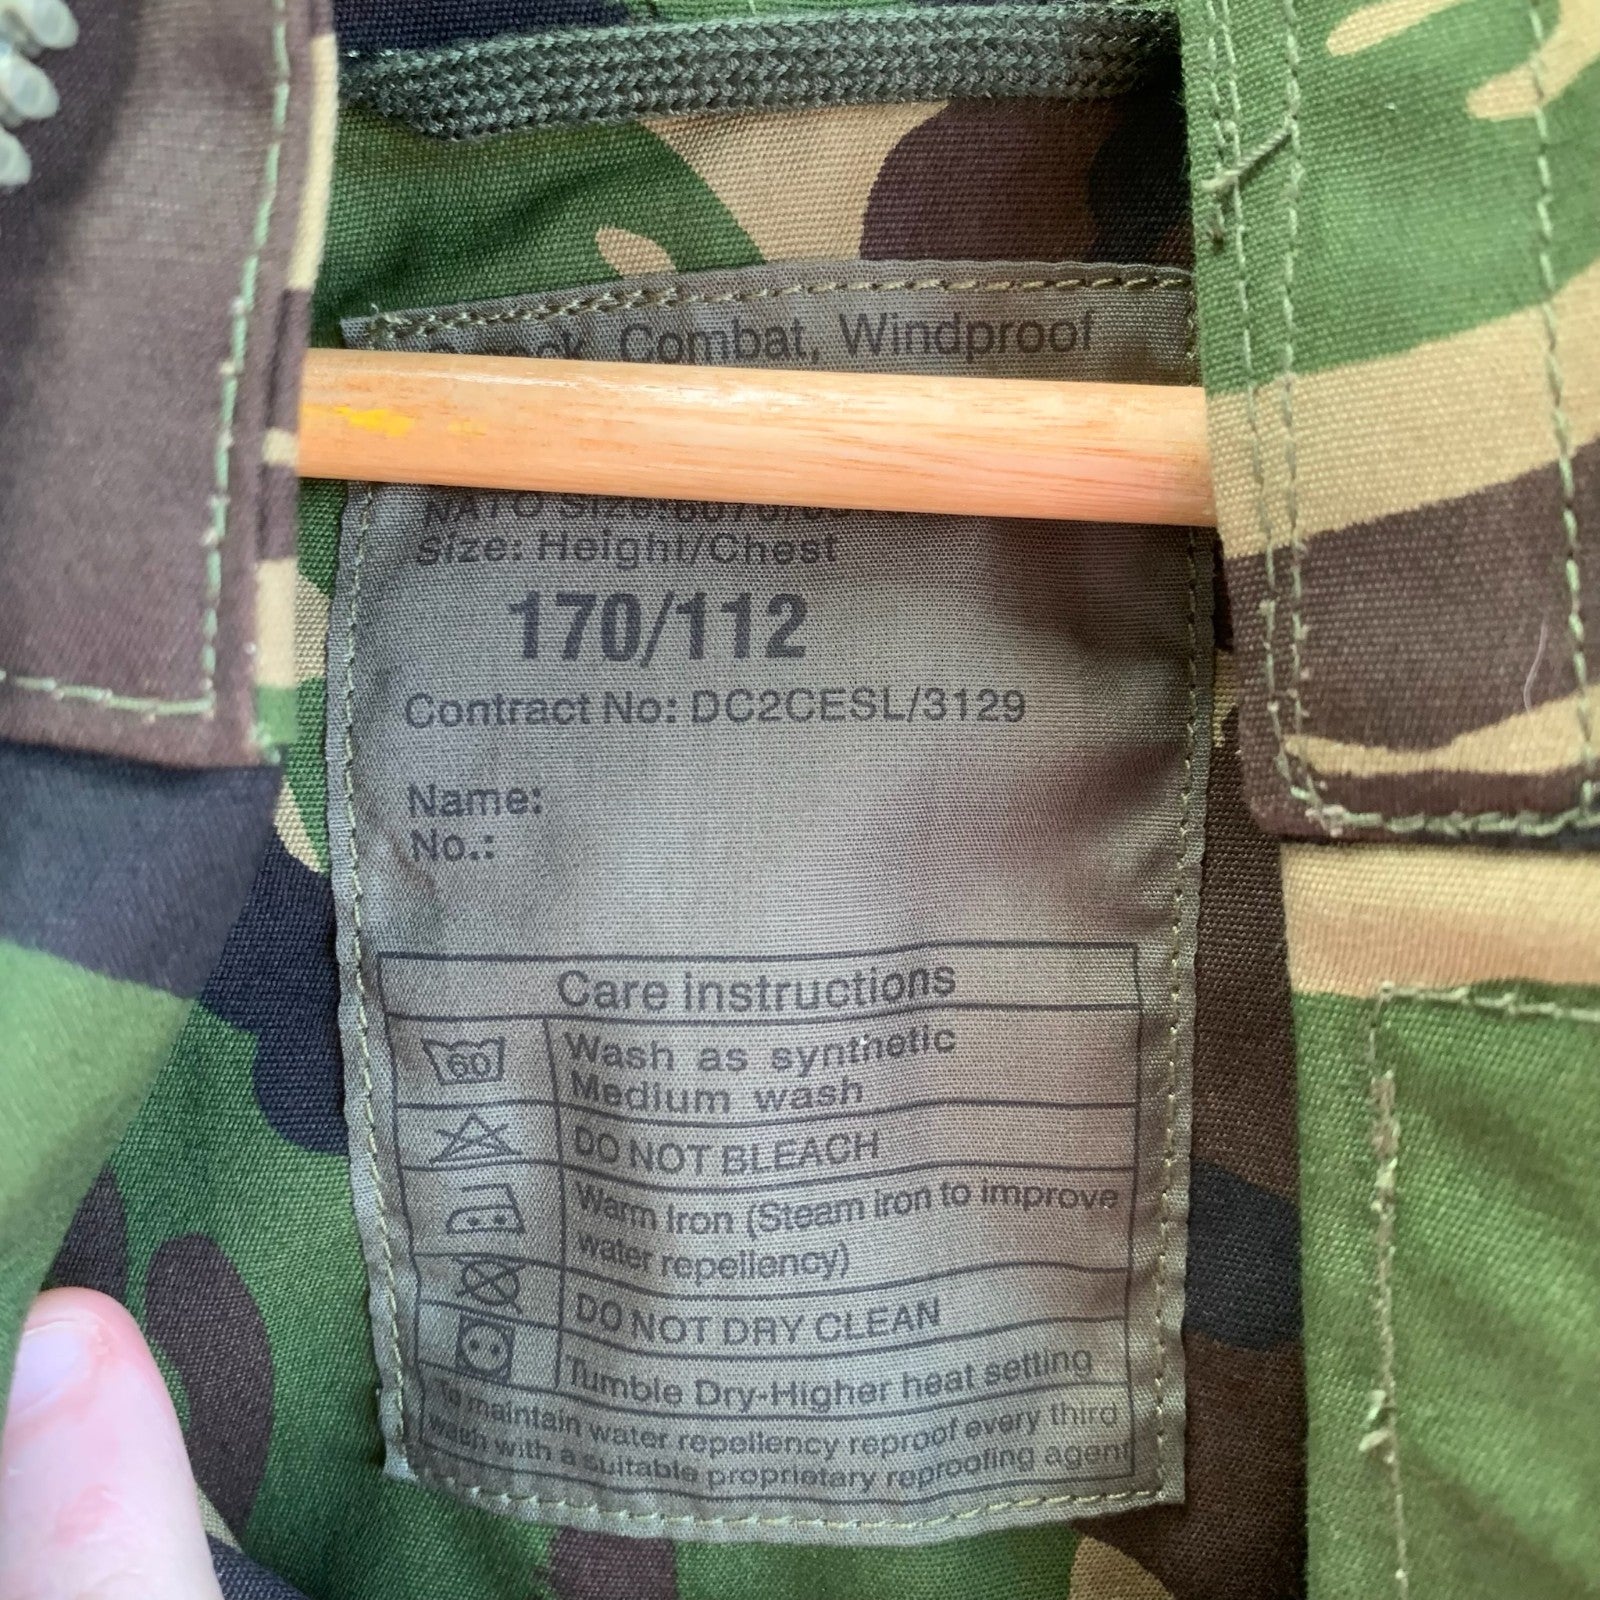 Combat, Windproof
NATO Size:
Size: Height/Chest
170/112
Contract No: DC2CESL/3129
Name:
No.:
Care instructions
60 Wash as synthetic
Medium wash
DO NOT BLEACH
Warm Iron (Steam iron to improve
water repellency)
DO NOT DRY CLEAN
Tumble Dry-Higher heat setting
To maintain water repellency reproof every third
wash with a suitable proprietary reproofing agent